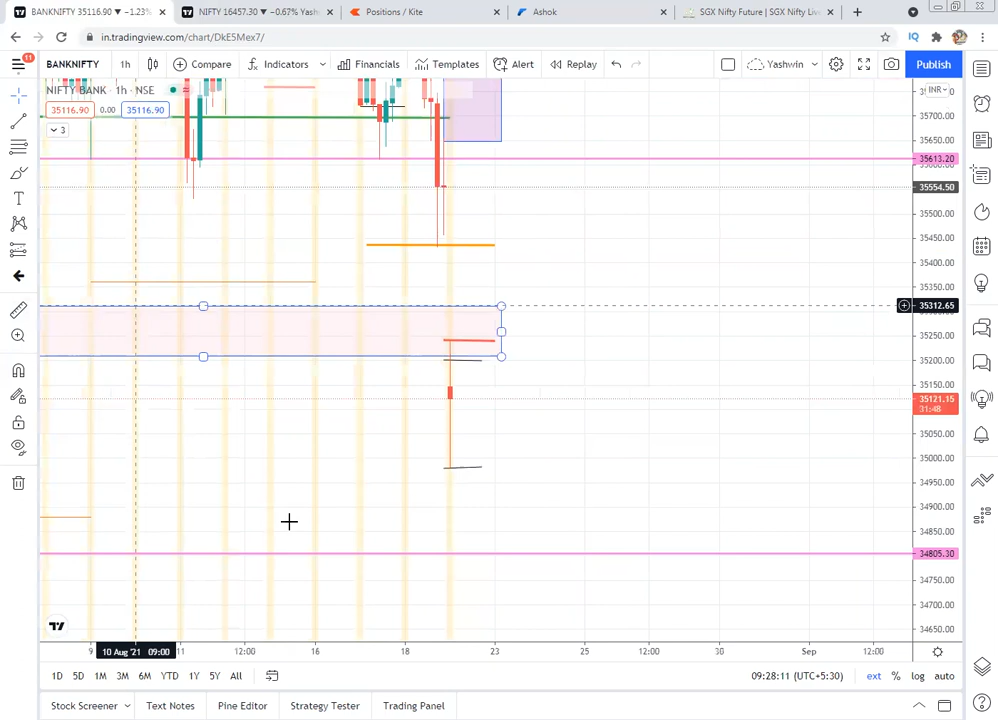 BANKNIFTY 35116.90 ▼ −1.23%
NIFTY 16457.30 ▼ −0.67% Yash
Positions / Kite
Ashok
SGX Nifty Future | SGX Nifty Live
in.tradingview.com/chart/DkE5Mex7/
IQ
11
BANKNIFTY
1h
Compare
Indicators
Financials
Templates
Alert
Replay
Yashwin
Publish
NIFTY BANK · 1h · NSE
INR
35116.90
0.00
35116.90
3
35700.00
35650.00
35613.20
35554.50
35500.00
35450.00
35400.00
35350.00
35312.65
35250.00
35200.00
35150.00
35121.15
31:48
35050.00
35000.00
34950.00
34900.00
34850.00
34805.30
34750.00
34700.00
34650.00
9
10 Aug '21 09:00
11
12:00
16
18
23
25
12:00
30
Sep
12:00
1D
5D
1M
3M
6M
YTD
1Y
5Y
All
09:28:11 (UTC+5:30)
ext
%
log
auto
Stock Screener
Text Notes
Pine Editor
Strategy Tester
Trading Panel